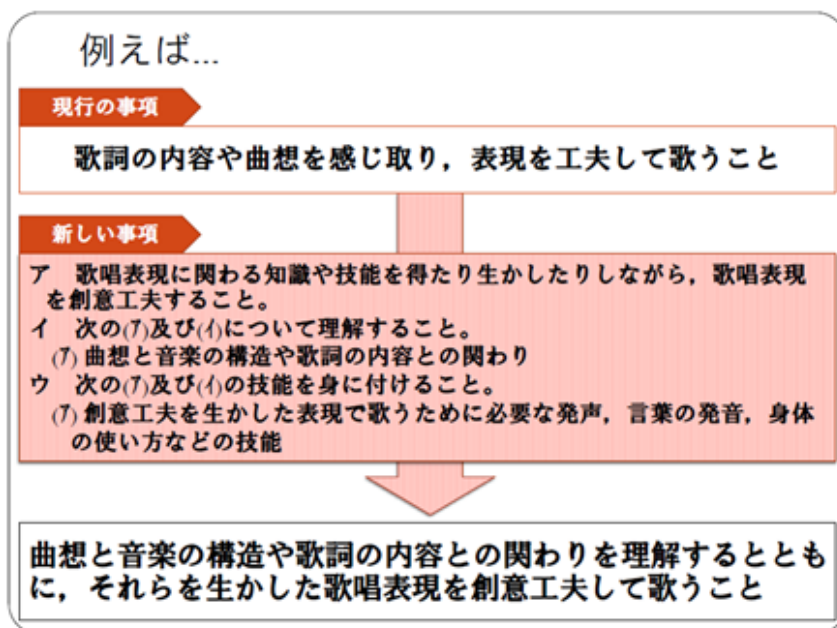 例えば...
現行の事項
歌詞の内容や曲想を感じ取り，表現を工夫して歌うこと
新しい事項
ア　歌唱表現に関わる知識や技能を得たり生かしたりしながら，歌唱表現
を創意工夫すること。
イ　次の(ア)及び(イ)について理解すること。
(ア) 曲想と音楽の構造や歌詞の内容との関わり
ウ　次の(ア)及び(イ)の技能を身に付けること。
(ア) 創意工夫を生かした表現で歌うために必要な発声，言葉の発音，身体
の使い方などの技能
曲想と音楽の構造や歌詞の内容との関わりを理解するととも
に，それらを生かした歌唱表現を創意工夫して歌うこと